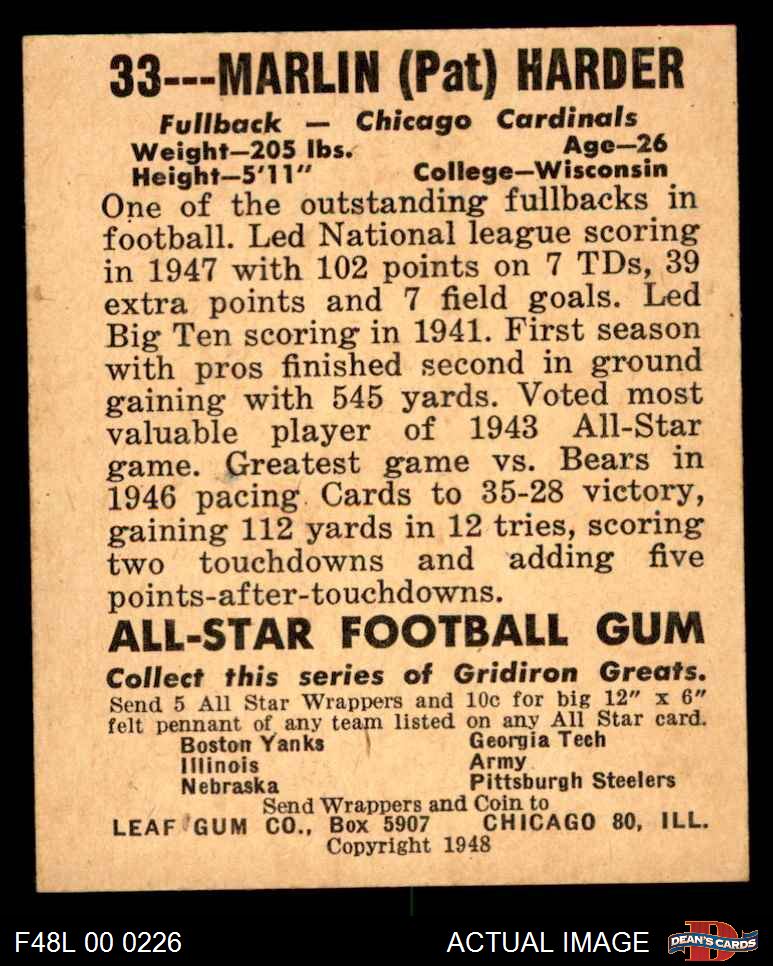 33---MARLIN (Pat) HARDER
Fullback — Chicago Cardinals
Weight—205 lbs. Age—26
Height—5'11" College—Wisconsin
One of the outstanding fullbacks in
football. Led National league scoring
in 1947 with 102 points on 7 TDs, 39
extra points and 7 field goals. Led
Big Ten scoring in 1941. First season
with pros finished second in ground
gaining with 545 yards. Voted most
valuable player of 1943 All-Star
game. Greatest game vs. Bears in
1946 pacing Cards to 35-28 victory,
gaining 112 yards in 12 tries, scoring
two touchdowns and adding five
points-after-touchdowns.
ALL-STAR FOOTBALL GUM
Collect this series of Gridiron Greats.
Send 5 All Star Wrappers and 10c for big 12" x 6"
felt pennant of any team listed on any All Star card.
Boston Yanks Georgia Tech
Illinois Army
Nebraska Pittsburgh Steelers
Send Wrappers and Coin to
LEAF GUM CO., Box 5907 CHICAGO 80, ILL.
Copyright 1948
F48L 00 0226 ACTUAL IMAGE D DEAN'S CARDS